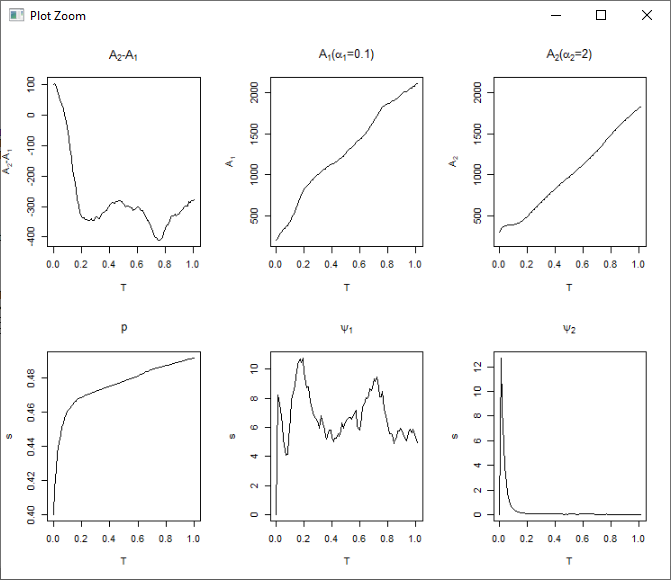 Plot Zoom
A₂-A₁
A₁(α₁=0.1)
A₂(α₂=2)
A₂-A₁
-400 -300 -200 -100 0 100
0.0 0.2 0.4 0.6 0.8 1.0
T
A₁
500 1000 1500 2000
0.0 0.2 0.4 0.6 0.8 1.0
T
A₂
500 1000 1500 2000
0.0 0.2 0.4 0.6 0.8 1.0
T
p
ψ₁
ψ₂
s
0.40 0.42 0.44 0.46 0.48
0.0 0.2 0.4 0.6 0.8 1.0
T
s
0 2 4 6 8 10
0.0 0.2 0.4 0.6 0.8 1.0
T
s
0 2 4 6 8 10 12
0.0 0.2 0.4 0.6 0.8 1.0
T